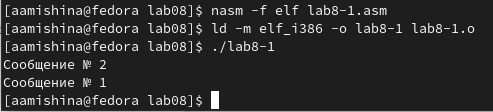 [aamishina@fedora lab08]$ nasm -f elf lab8-1.asm
[aamishina@fedora lab08]$ ld -m elf_i386 -o lab8-1 lab8-1.o
[aamishina@fedora lab08]$ ./lab8-1
Сообщение № 2
Сообщение № 1
[aamishina@fedora lab08]$